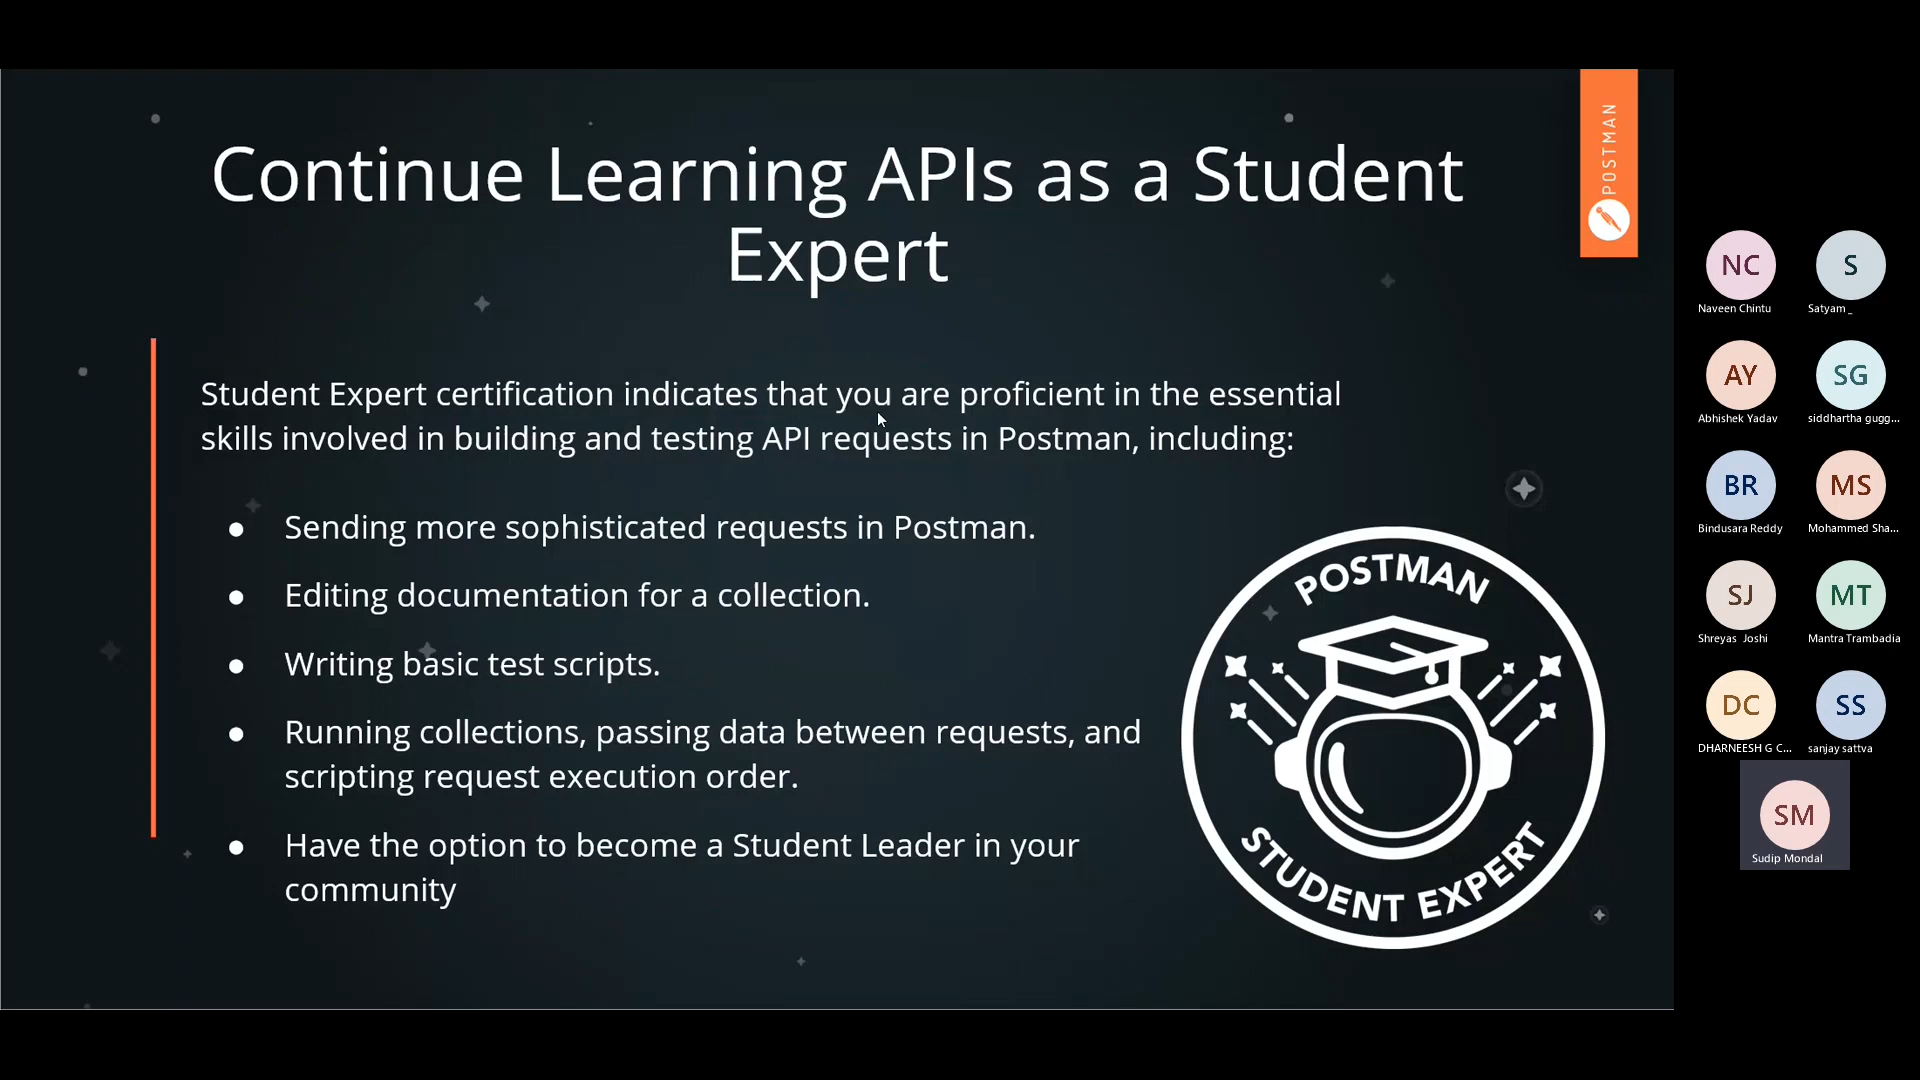 POSTMAN
Continue Learning APIs as a Student
Expert
Student Expert certification indicates that you are proficient in the essential
skills involved in building and testing API requests in Postman, including:
● Sending more sophisticated requests in Postman.
● Editing documentation for a collection.
● Writing basic test scripts.
● Running collections, passing data between requests, and
scripting request execution order.
● Have the option to become a Student Leader in your
community
POSTMAN
STUDENT EXPERT
NC
Naveen Chintu
S
Satyam _
AY
Abhishek Yadav
SG
siddhartha gugg...
BR
Bindusara Reddy
MS
Mohammed Sha...
SJ
Shreyas Joshi
MT
Mantra Trambadia
DC
DHARNEESH G C...
SS
sanjay sattva
SM
Sudip Mondal